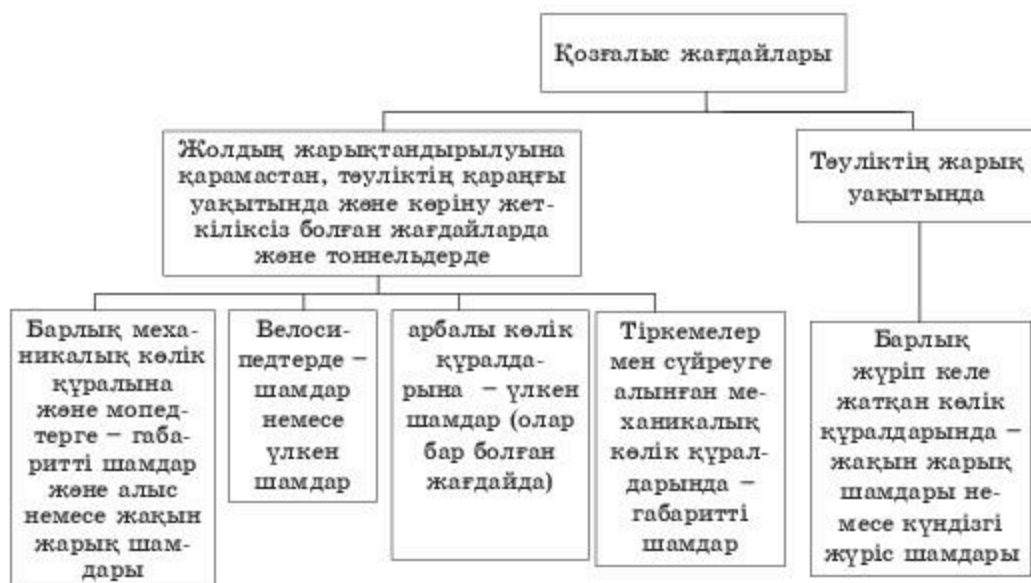 Қозғалыс жағдайлары
Жолдың жарықтандырылуына
қарамастан, төуліктің қараңғы
уақытында және көріну жет-
кіліксіз болған жағдайларда
және тоннельдерде
Төуліктің жарық
уақытында
Барлық меха-
никалық көлік
құралына
және мопед-
терге – габа-
ритті шамдар
және алыс
немесе жақын
жарық шам-
дары
Велоси-
педтерде –
шамдар
немесе
үлкен
шамдар
арбалы көлік
құралда-
рына – үлкен
шамдар (олар
бар болған
жағдайда)
Тіркемелер
мен сүйреуге
алынған ме-
ханикалық
көлік құрал-
дарында –
габаритті
шамдар
Барлық
жүріп келе
жатқан көлік
құралдарында –
жақын жарық
шамдары не-
месе күндізгі
жүріс шамдары